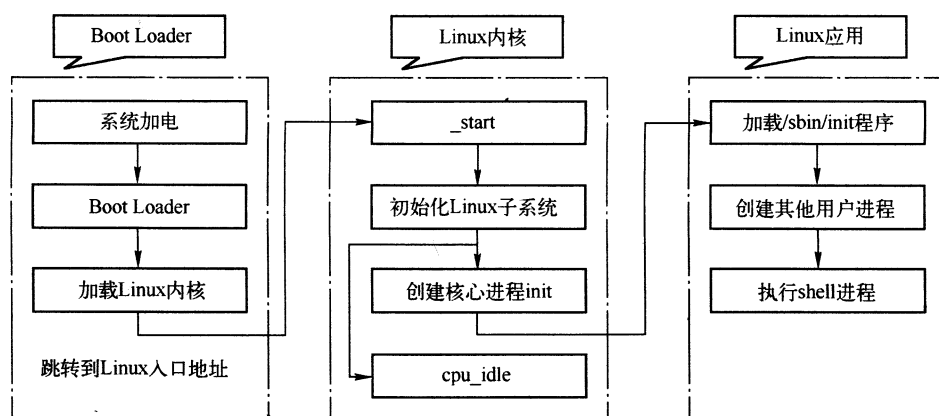 Boot Loader
系统加电
Boot Loader
加载Linux内核
跳转到Linux入口地址
Linux内核
_start
初始化Linux子系统
创建核心进程init
cpu_idle
Linux应用
加载/sbin/init程序
创建其他用户进程
执行shell进程